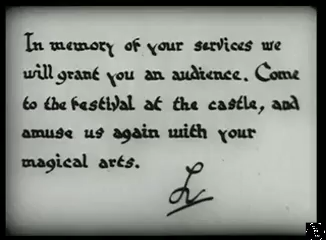 In memory of your services we
will grant you an audience. Come
to the festival at the castle, and
amuse us again with your
magical arts.
L